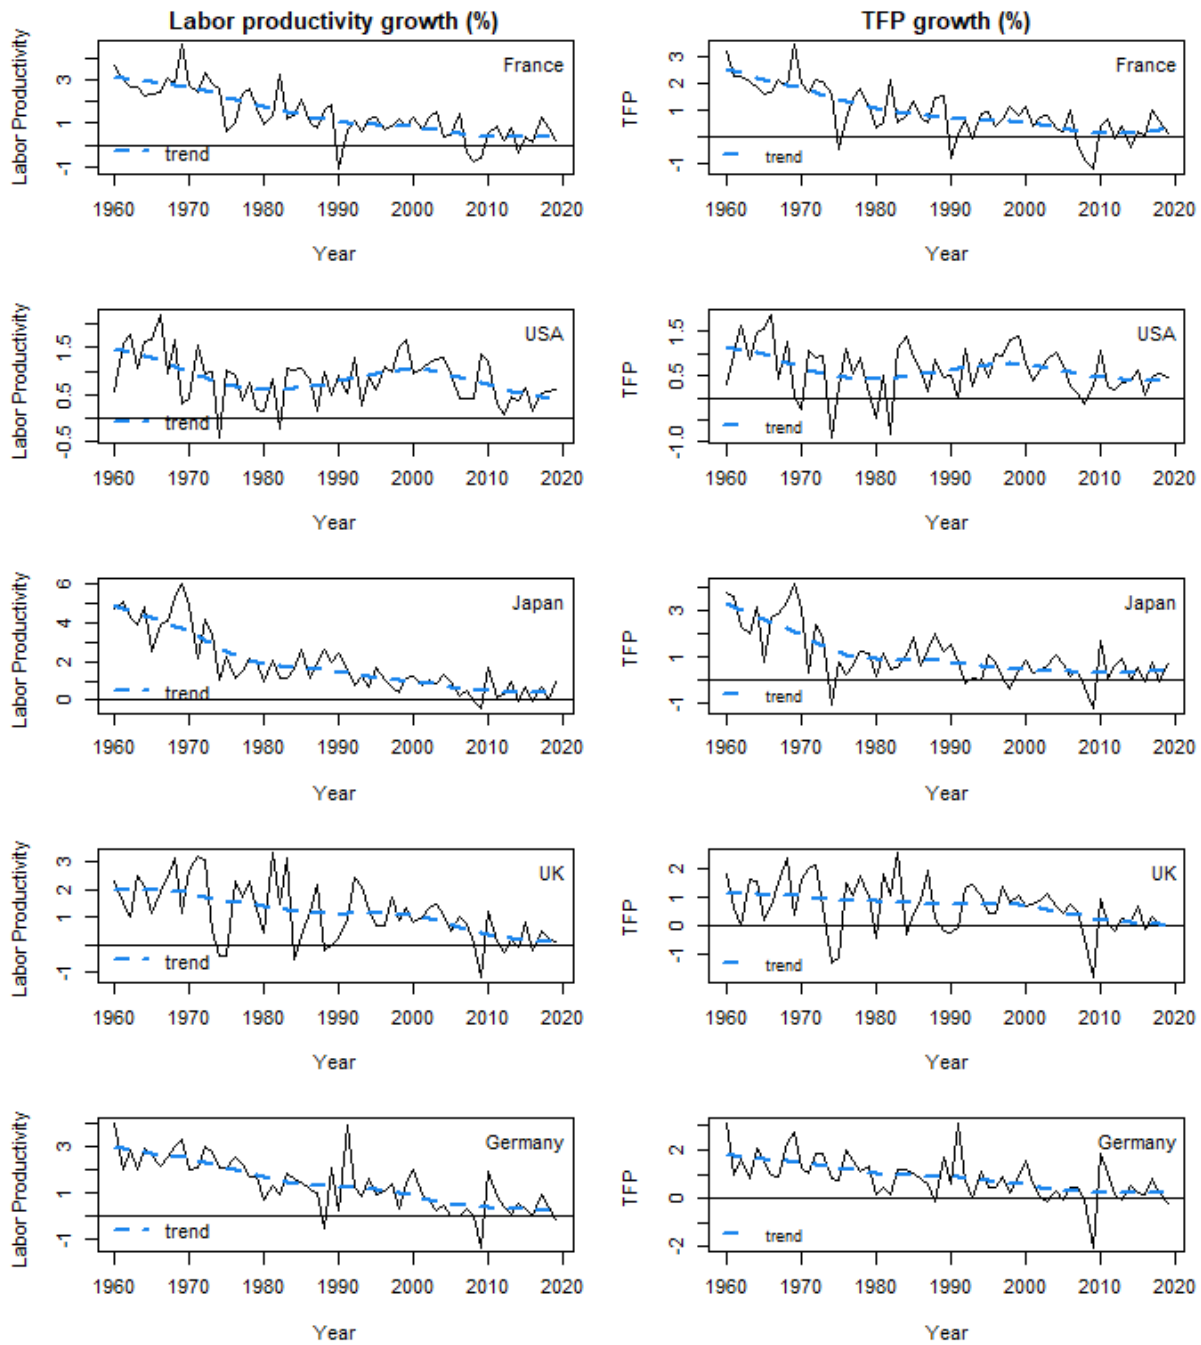 Labor productivity growth (%)
TFP growth (%)
Labor Productivity
-1 1 3
France
trend
1960 1970 1980 1990 2000 2010 2020
Year
TFP
-1 0 1 2 3
France
trend
1960 1970 1980 1990 2000 2010 2020
Year
Labor Productivity
-0.5 0.5 1.5
USA
trend
1960 1970 1980 1990 2000 2010 2020
Year
TFP
-1.0 0.5 1.5
USA
trend
1960 1970 1980 1990 2000 2010 2020
Year
Labor Productivity
0 2 4 6
Japan
trend
1960 1970 1980 1990 2000 2010 2020
Year
TFP
-1 1 3
Japan
trend
1960 1970 1980 1990 2000 2010 2020
Year
Labor Productivity
-1 1 2 3
UK
trend
1960 1970 1980 1990 2000 2010 2020
Year
TFP
-1 0 1 2
UK
trend
1960 1970 1980 1990 2000 2010 2020
Year
Labor Productivity
-1 1 3
Germany
trend
1960 1970 1980 1990 2000 2010 2020
Year
TFP
-2 0 2
Germany
trend
1960 1970 1980 1990 2000 2010 2020
Year